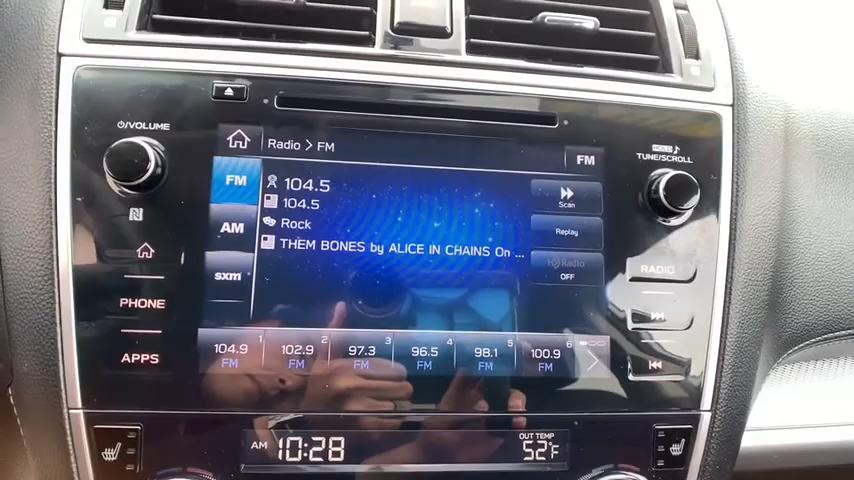 VOLUME
HOLD
TUNE/SCROLL
Radio > FM
FM
FM
104.5
104.5
Rock
THEM BONES by ALICE IN CHAINS On ...
AM
sxm
Scan
Replay
HD Radio
OFF
PHONE
APPS
RADIO
1 2 3 4 5 6
104.9 102.9 97.3 96.5 98.1 100.9
FM FM FM FM FM FM
AM 10:28
OUT TEMP
52°F